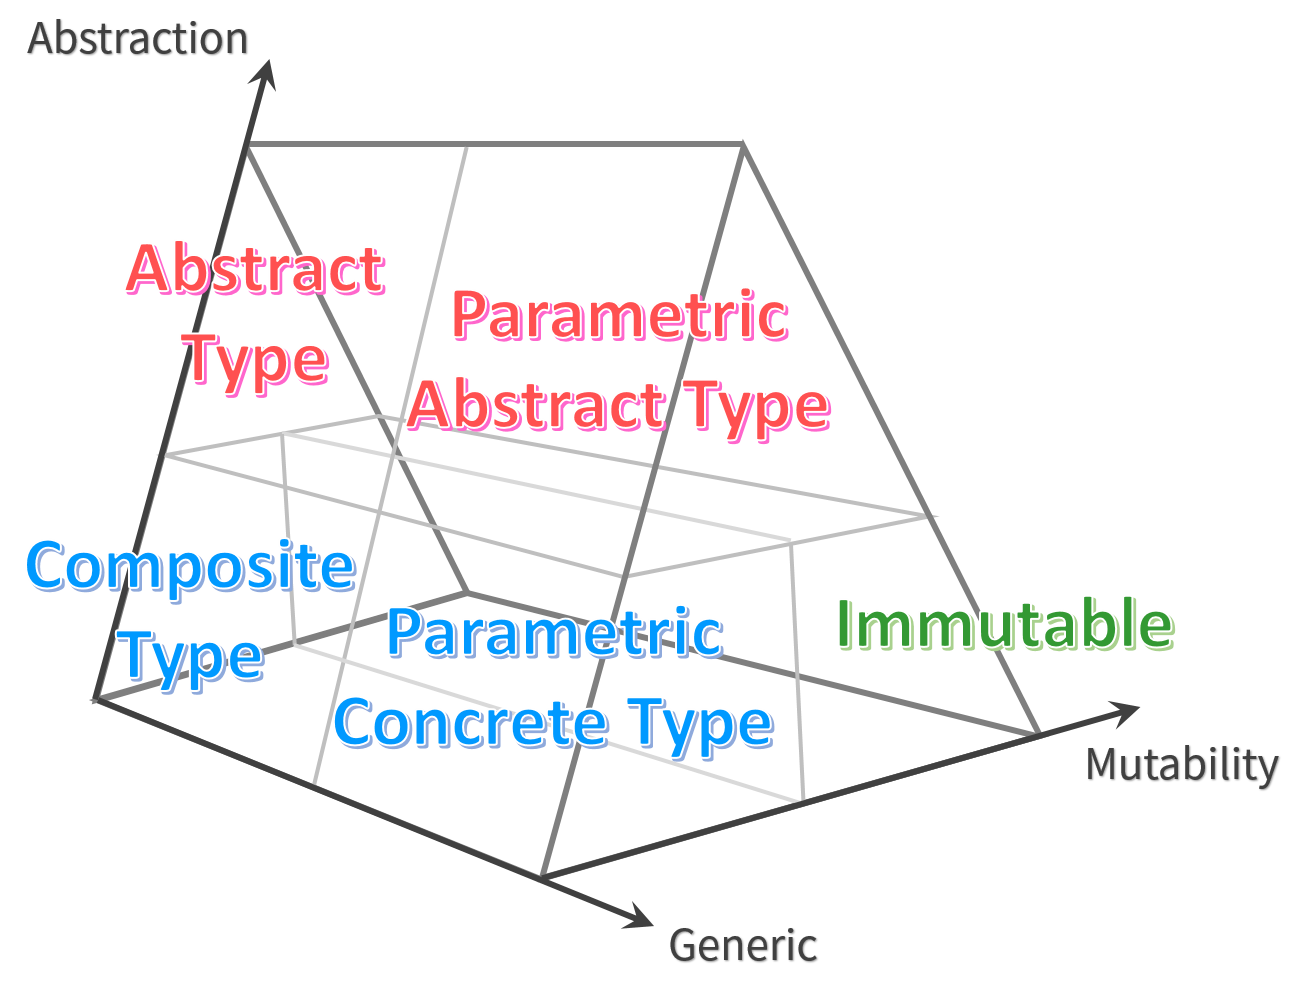 Abstraction
Abstract
Type
Parametric
Abstract Type
Composite
Type
Parametric
Concrete Type
Immutable
Mutability
Generic